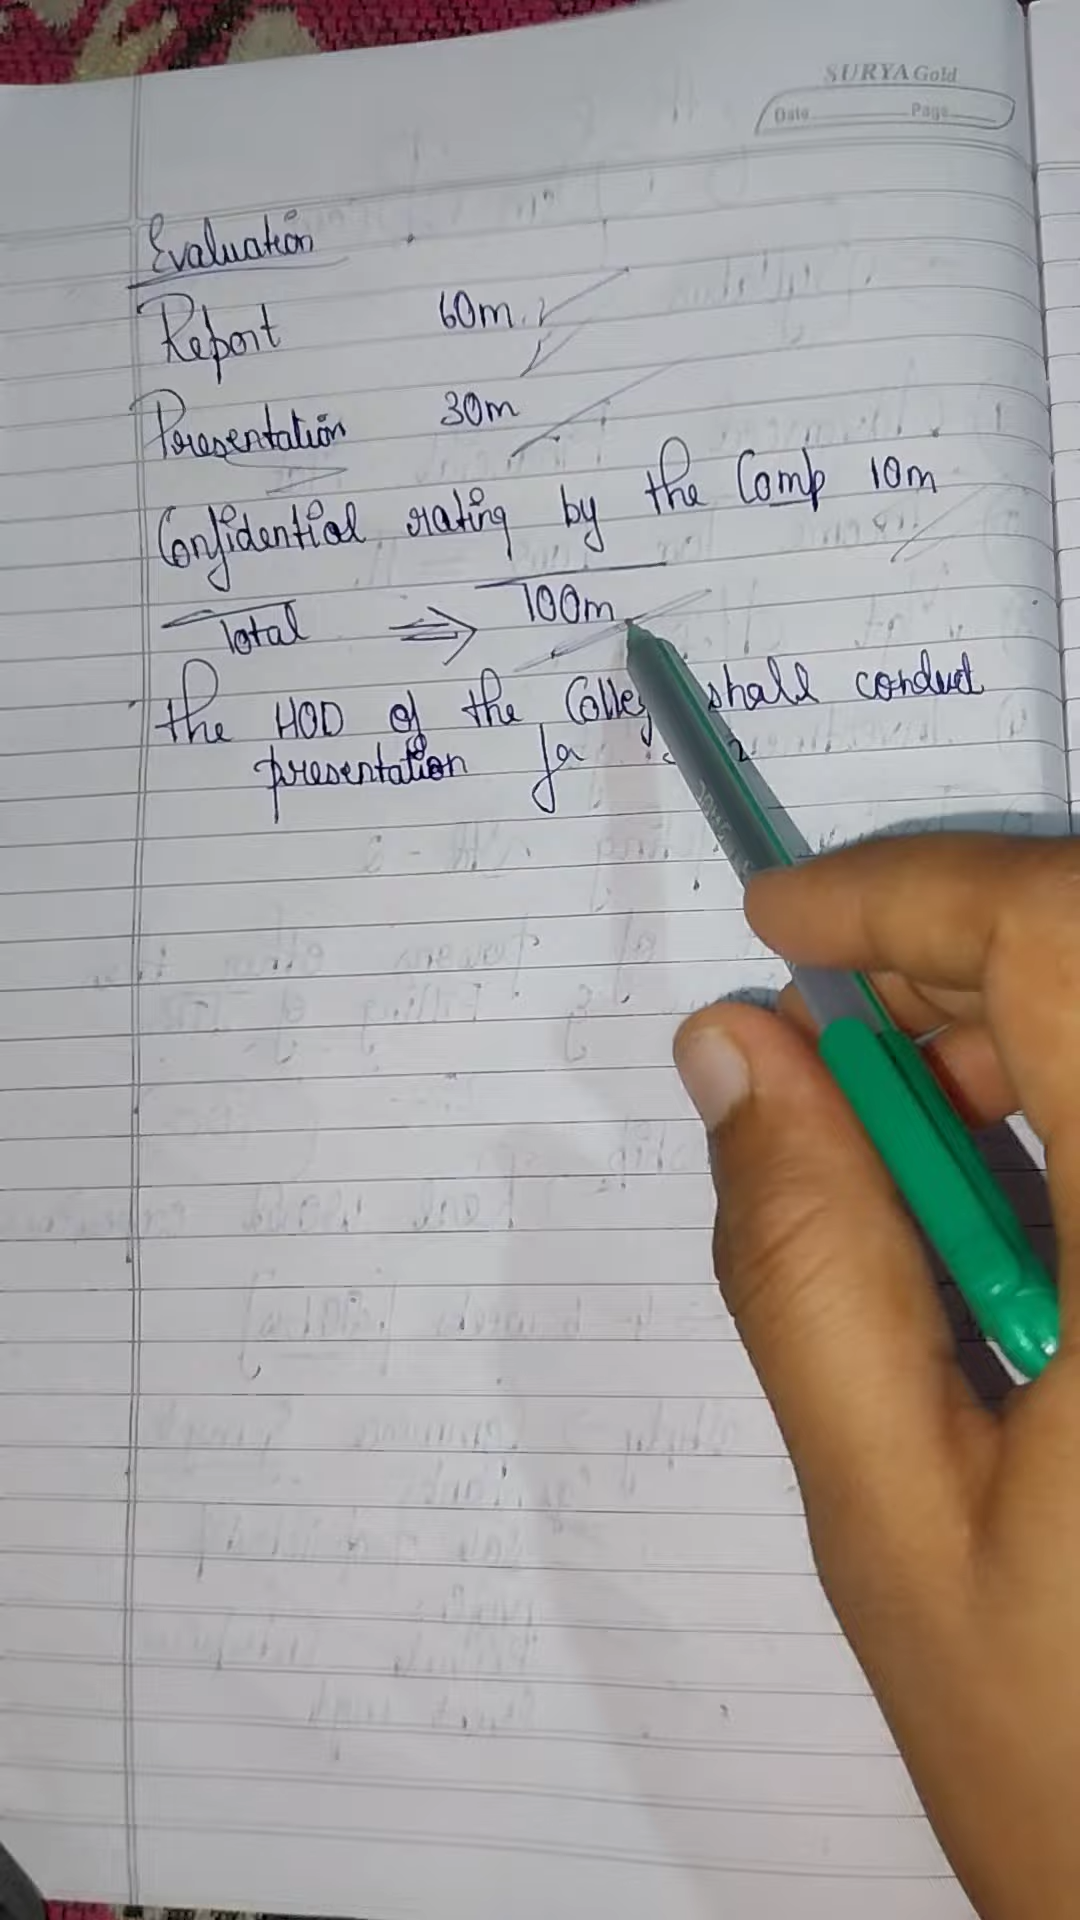 SURYA Gold
Date Page
Evaluation
Report 60m
Presentation 30m
Confidential rating by the Comp 10m
Total ⇒ 100m
the HOD of the shall conduct
presentation